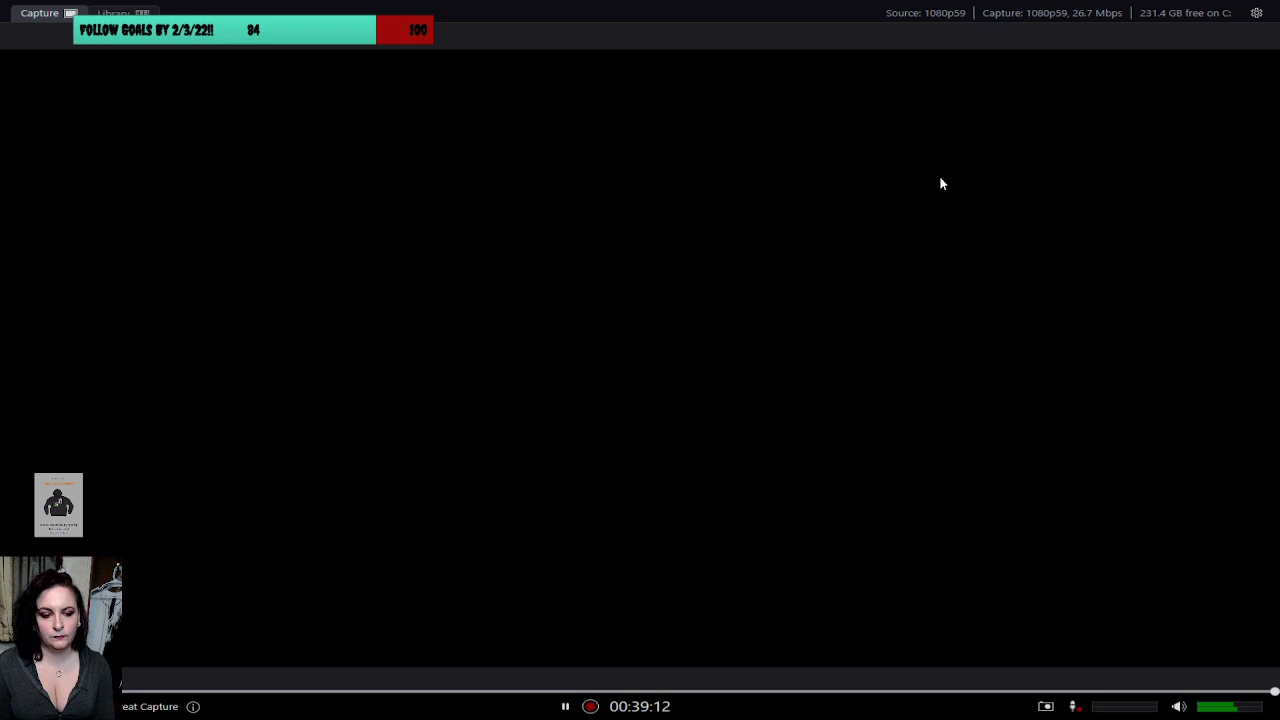 Capture
Library
Source: 1080p59
Capture: 1080p59, 26.7 Mbps
231.4 GB free on C:
FOLLOW GOALS BY 2/3/22!! 84 100
eat Capture
00:39:12